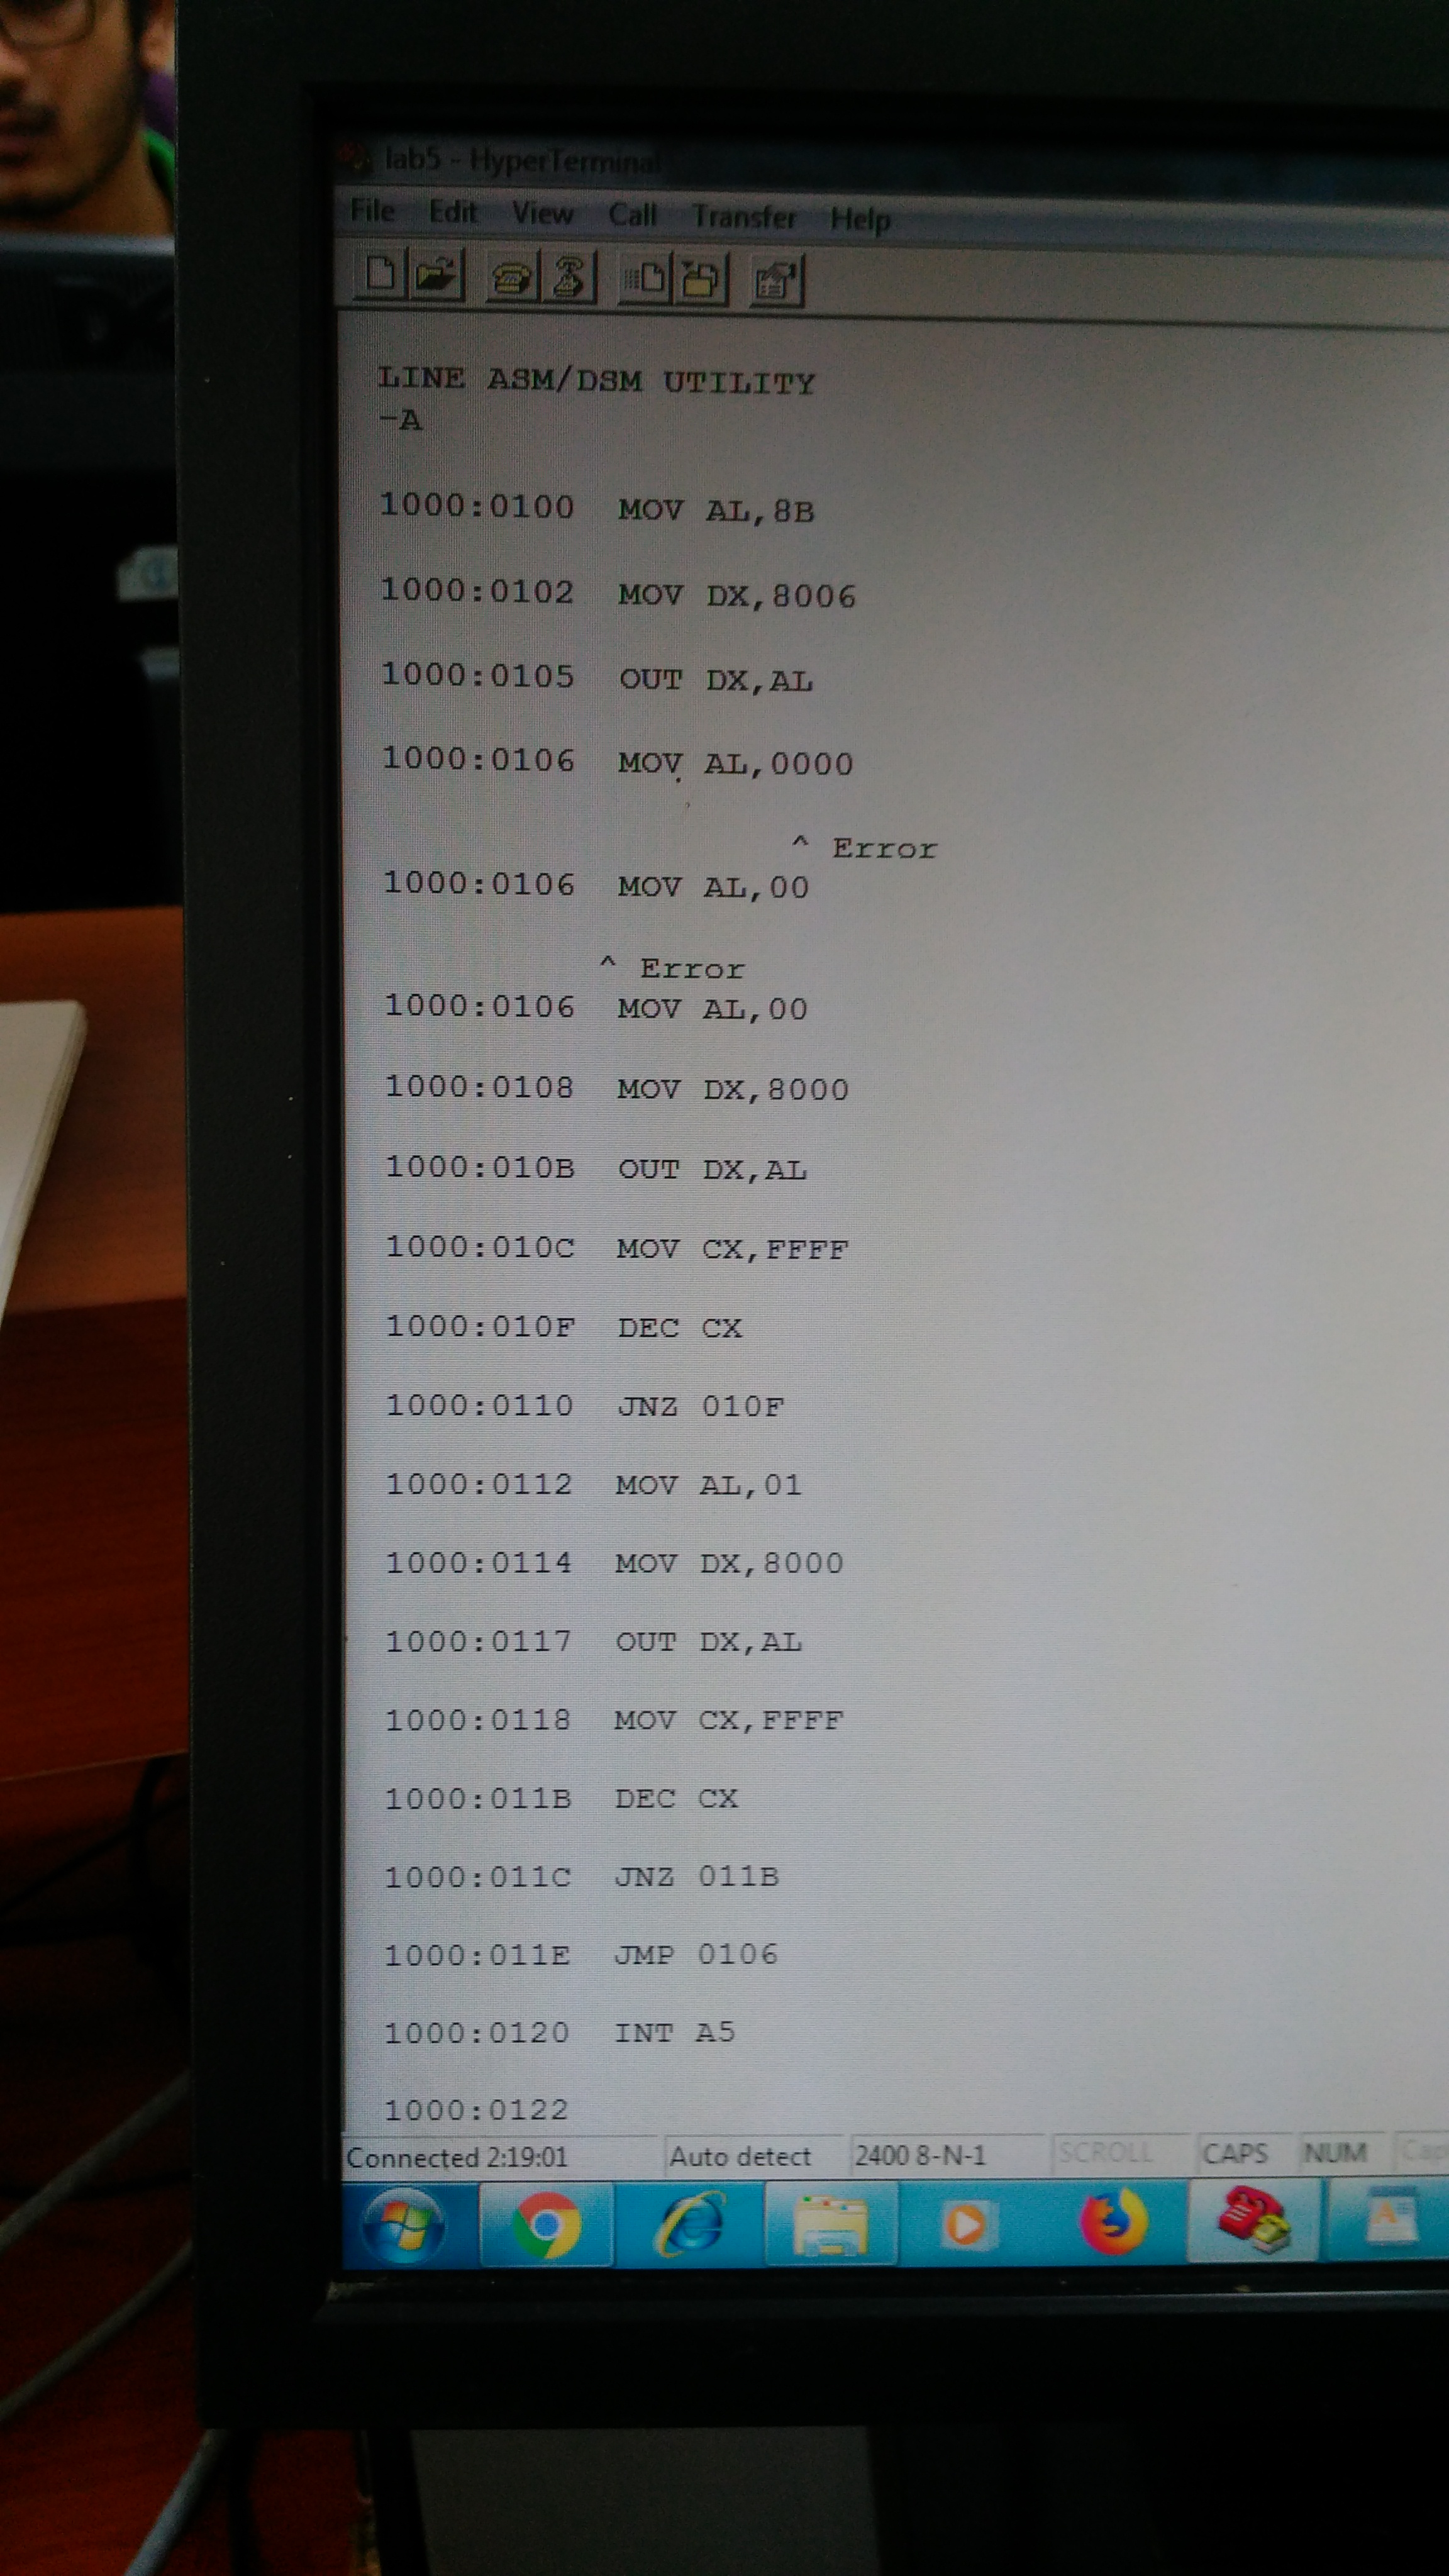 lab5 - HyperTerminal
File Edit View Call Transfer Help
LINE ASM/DSM UTILITY
-A
1000:0100 MOV AL,8B
1000:0102 MOV DX,8006
1000:0105 OUT DX,AL
1000:0106 MOV AL,0000
^ Error
1000:0106 MOV AL,00
^ Error
1000:0106 MOV AL,00
1000:0108 MOV DX,8000
1000:010B OUT DX,AL
1000:010C MOV CX,FFFF
1000:010F DEC CX
1000:0110 JNZ 010F
1000:0112 MOV AL,01
1000:0114 MOV DX,8000
1000:0117 OUT DX,AL
1000:0118 MOV CX,FFFF
1000:011B DEC CX
1000:011C JNZ 011B
1000:011E JMP 0106
1000:0120 INT A5
1000:0122
Connected 2:19:01 Auto detect 2400 8-N-1 SCROLL CAPS NUM Cap